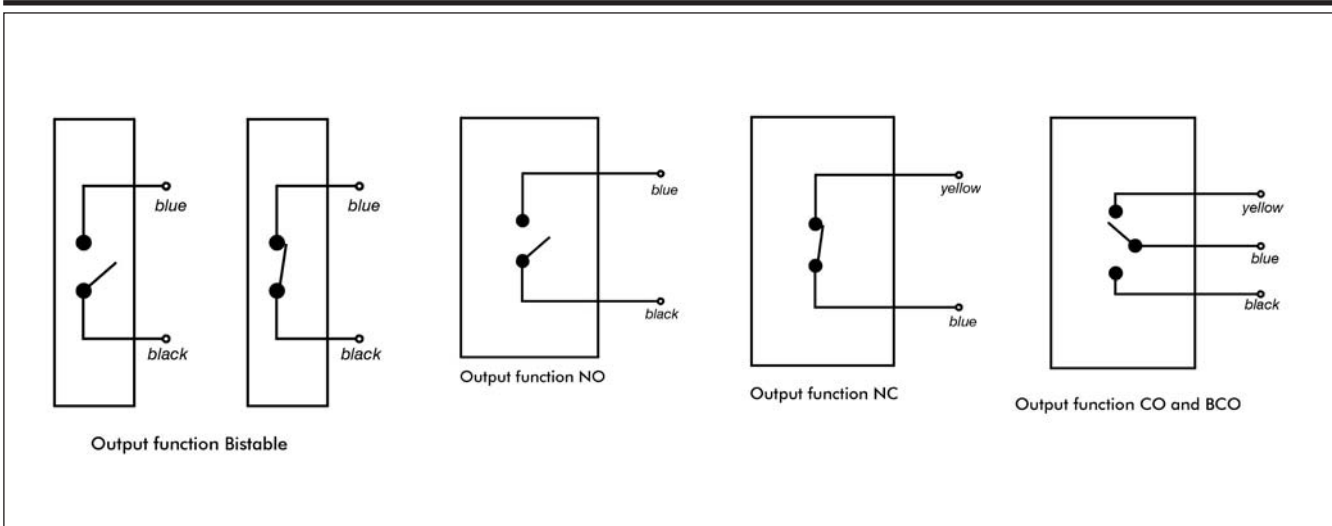 blue
black
Output function Bistable
blue
black
blue
black
Output function NO
yellow
blue
Output function NC
yellow
blue
black
Output function CO and BCO